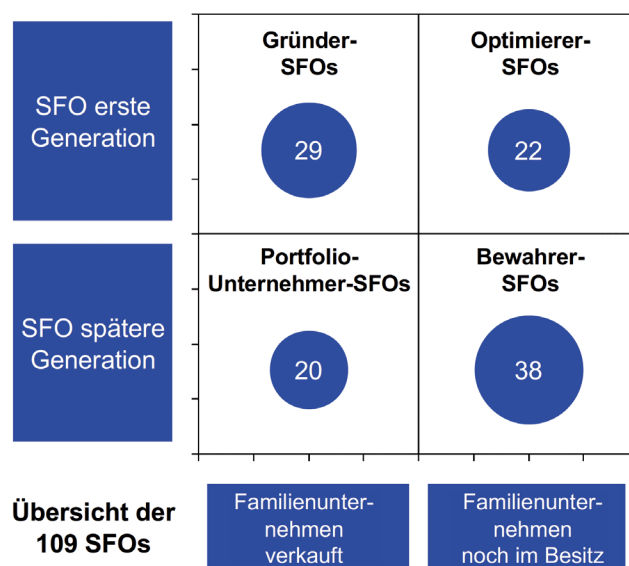 SFO erste
Generation
Gründer-
SFOs
29
Optimierer-
SFOs
22
SFO spätere
Generation
Portfolio-
Unternehmer-SFOs
20
Bewahrer-
SFOs
38
Übersicht der
109 SFOs
Familienunter-
nehmen
verkauft
Familienunter-
nehmen
noch im Besitz